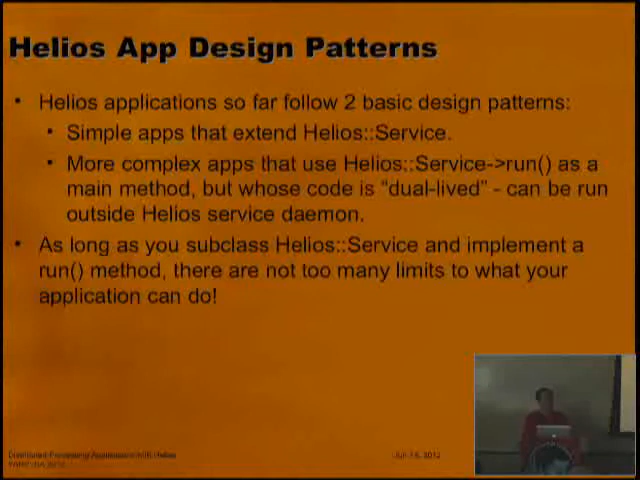 Helios App Design Patterns
• Helios applications so far follow 2 basic design patterns:
• Simple apps that extend Helios::Service.
• More complex apps that use Helios::Service->run() as a
main method, but whose code is “dual-lived” - can be run
outside Helios service daemon.
• As long as you subclass Helios::Service and implement a
run() method, there are not too many limits to what your
application can do!
Distributed Processing Applications with Helios
2012